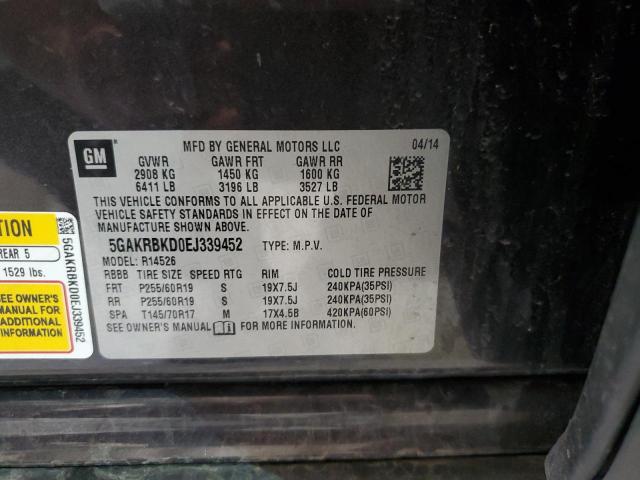 GM
MFD BY GENERAL MOTORS LLC 04/14
GVWR GAWR FRT GAWR RR
2908 KG 1450 KG 1600 KG
6411 LB 3196 LB 3527 LB
THIS VEHICLE CONFORMS TO ALL APPLICABLE U.S. FEDERAL MOTOR
VEHICLE SAFETY STANDARDS IN EFFECT ON THE DATE OF
MANUFACTURE SHOWN ABOVE.
5GAKRBKD0EJ339452 TYPE: M.P.V.
MODEL: R14526
RBBB TIRE SIZE SPEED RTG RIM COLD TIRE PRESSURE
FRT P255/60R19 S 19X7.5J 240KPA(35PSI)
RR P255/60R19 S 19X7.5J 240KPA(35PSI)
SPA T145/70R17 M 17X4.5B 420KPA(60PSI)
SEE OWNER'S MANUAL FOR MORE INFORMATION
TION
REAR 5
1529 lbs.
SEE OWNER'S
MANUAL FOR
ADDITIONAL
INFORMATION
5GAKRBKD0EJ339452